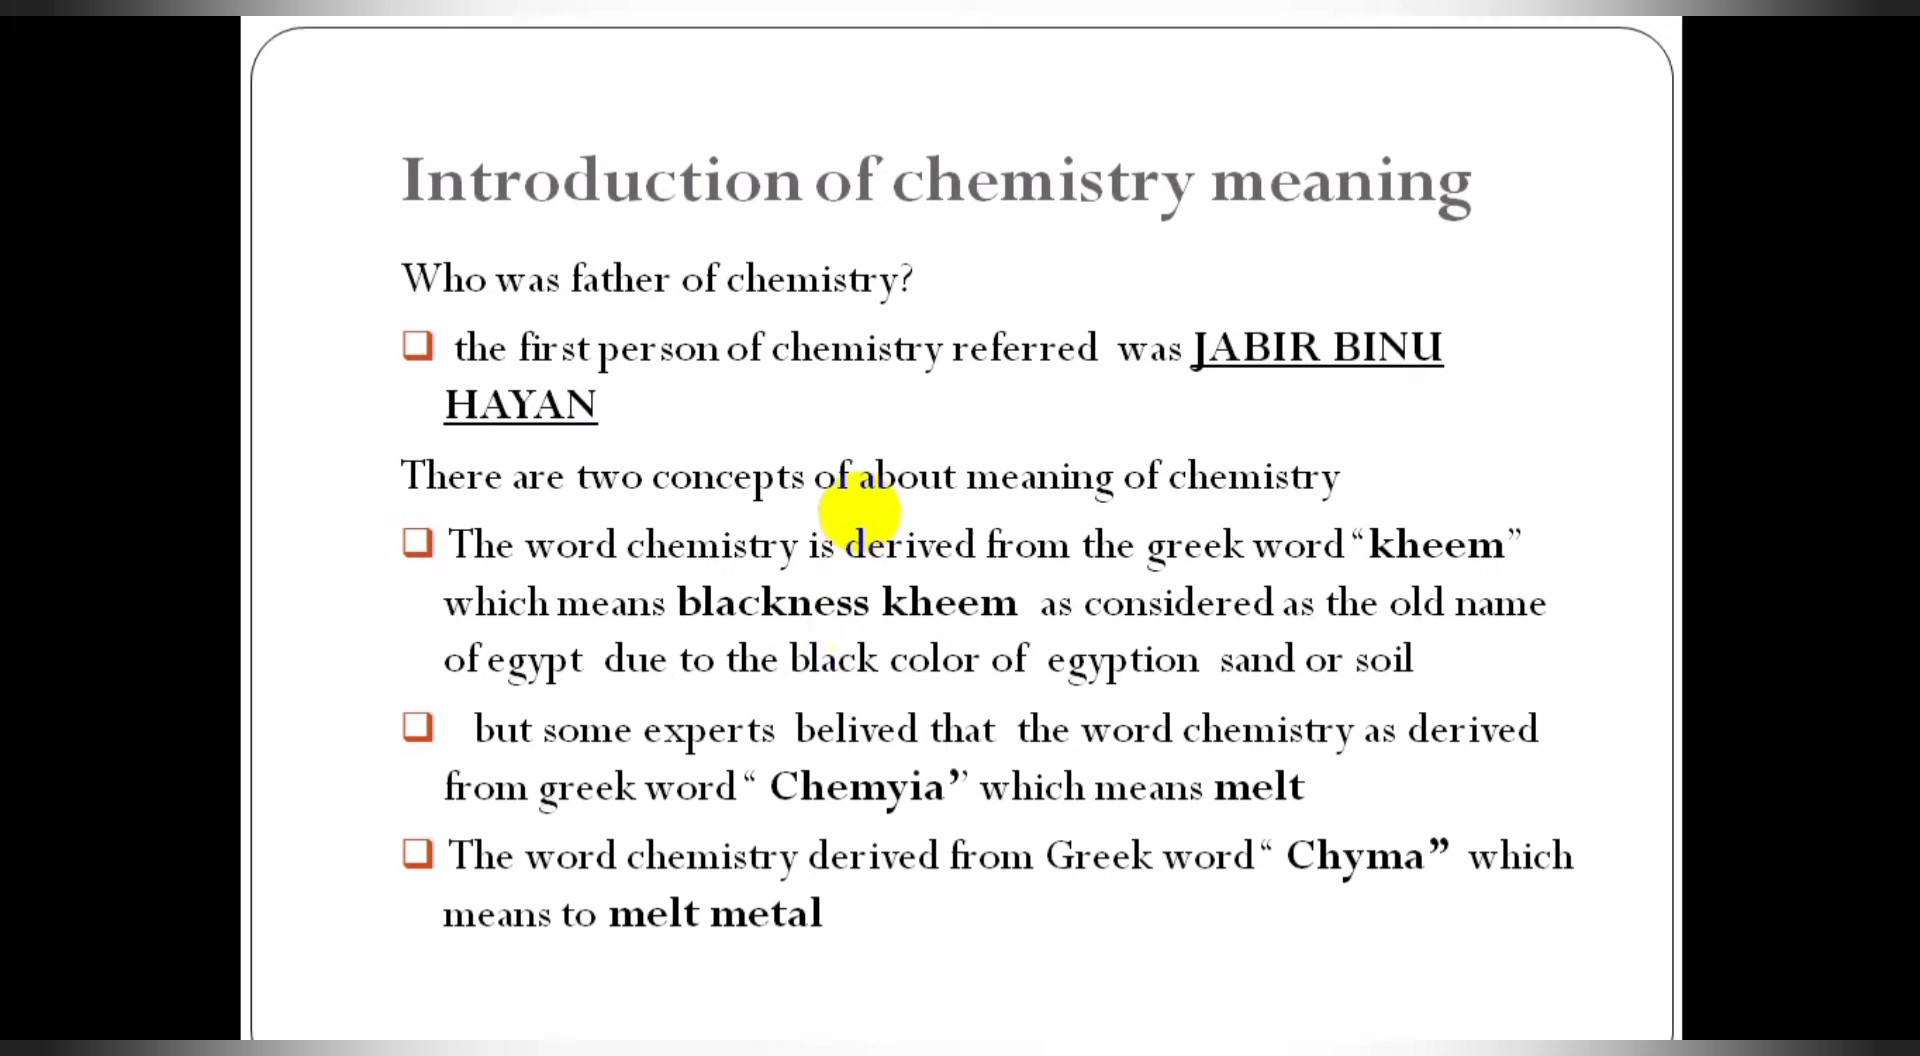 Introduction of chemistry meaning
Who was father of chemistry?
the first person of chemistry referred was JABIR BINU
HAYAN
There are two concepts of about meaning of chemistry
The word chemistry is derived from the greek word “kheem”
which means blackness kheem as considered as the old name
of egypt due to the black color of egyption sand or soil
but some experts belived that the word chemistry as derived
from greek word “ Chemyia” which means melt
The word chemistry derived from Greek word “ Chyma” which
means to melt metal